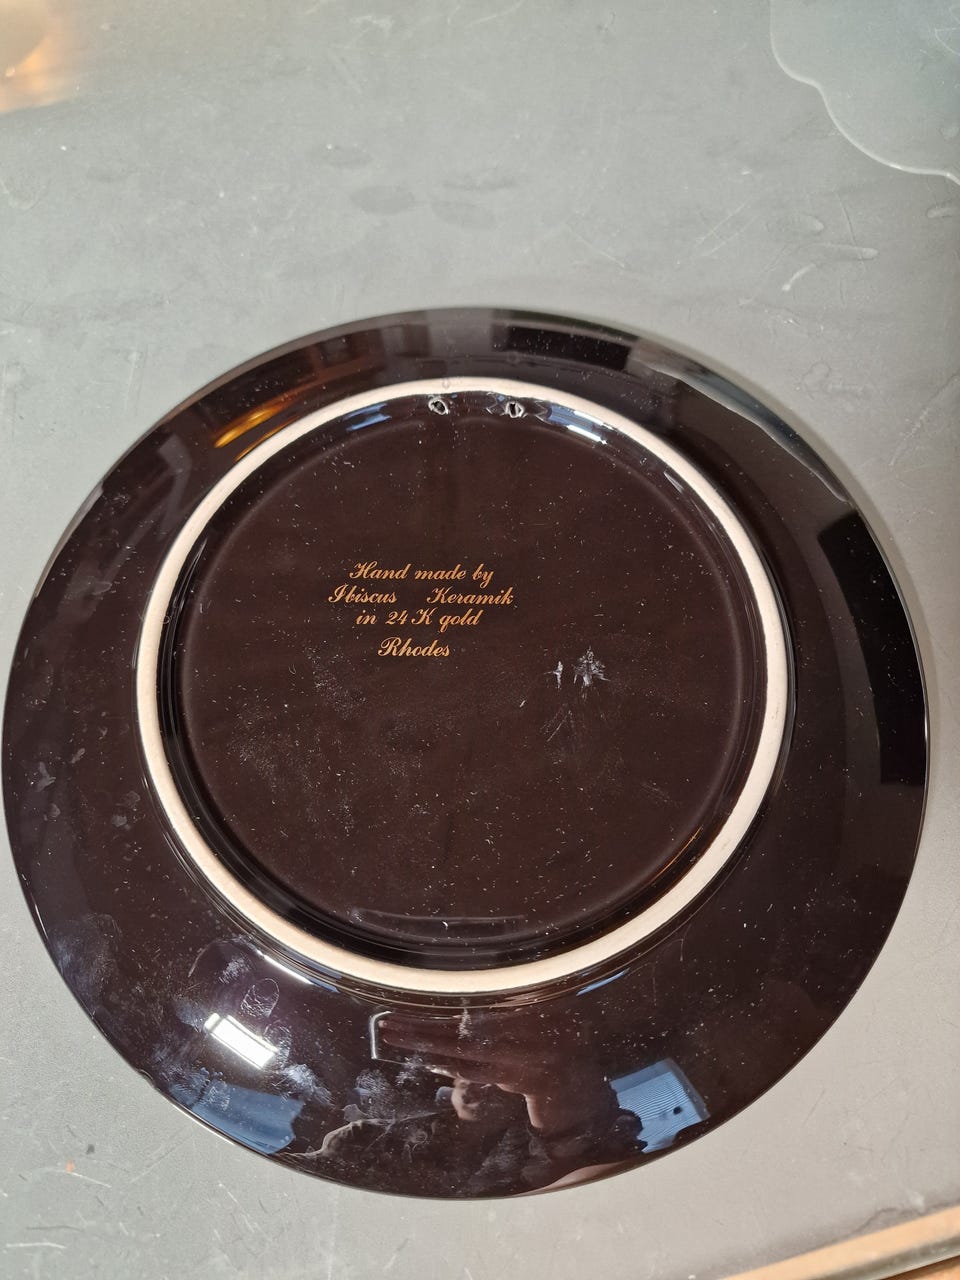 Hand made by
Ibiscus Keramik
in 24 K gold
Rhodes